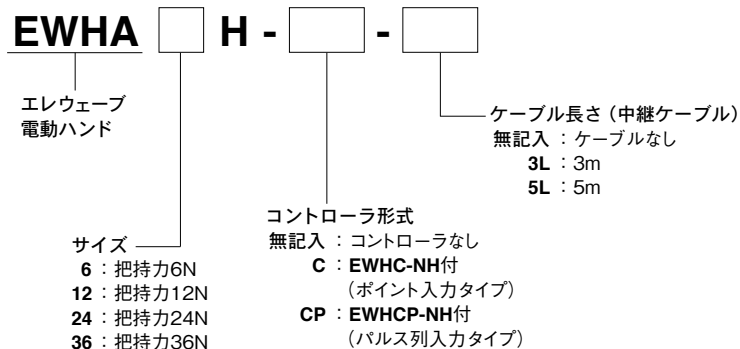 EWHA H - -
エレウェーブ
電動ハンド
サイズ
6：把持力6N
12：把持力12N
24：把持力24N
36：把持力36N
コントローラ形式
無記入：コントローラなし
C：EWHC-NH付
（ポイント入力タイプ）
CP：EWHCP-NH付
（パルス列入力タイプ）
ケーブル長さ（中継ケーブル）
無記入：ケーブルなし
3L：3m
5L：5m